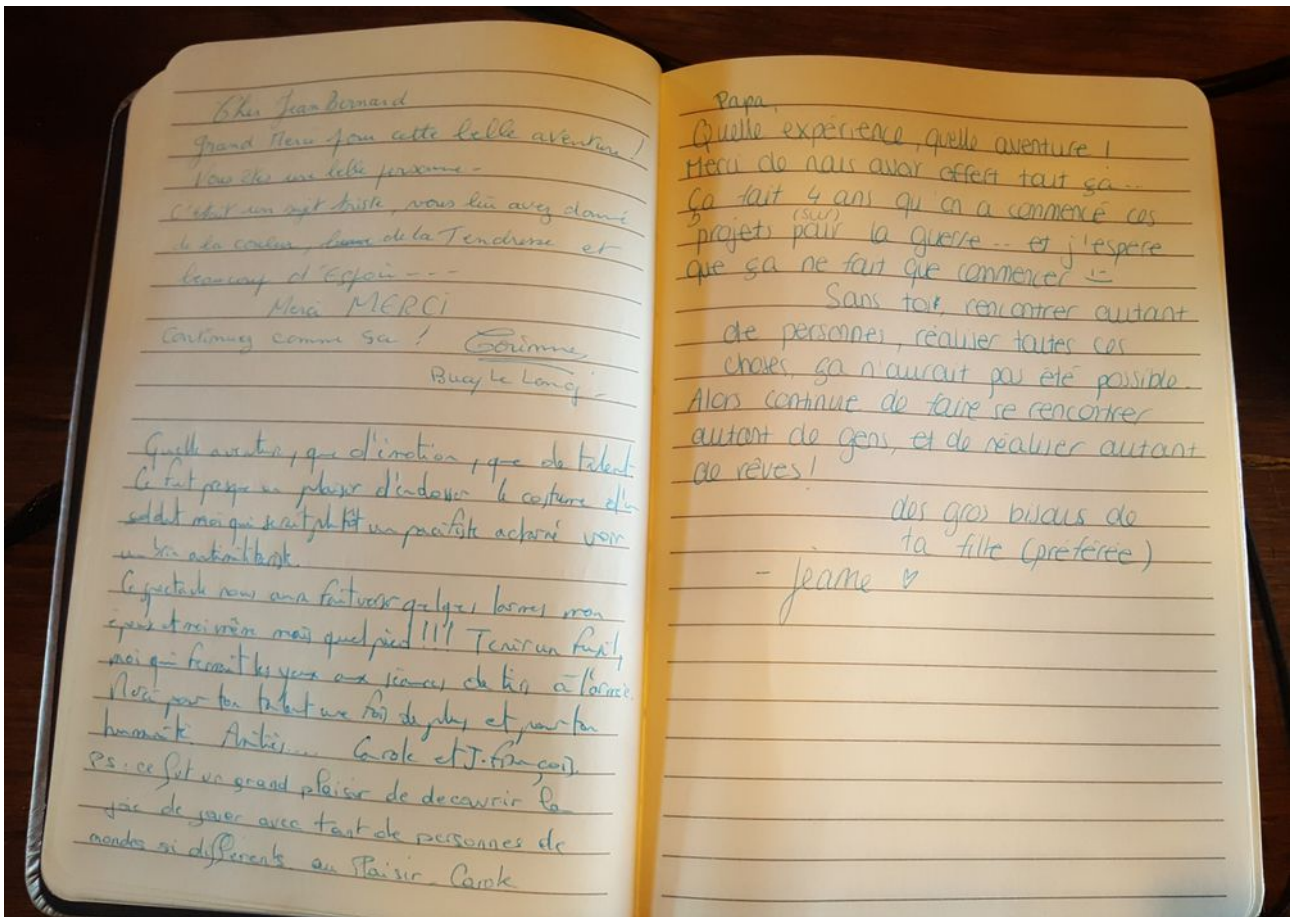 Cher Jean Bernard
Grand Merci pour cette belle aventure !
Vous êtes une belle personne -
C'était un sujet triste, vous lui avez donné
de la couleur, de la Tendresse et
beaucoup d'Espoir - - -
Merci MERCI
Continuez comme sa !
Corinne,
Bucy Le Long -
Quelle aventure, que d'émotion, que de talent
Ce fut presque un plaisir d'endosser le costume d'un
soldat moi qui serait plutôt un pacifiste acharné voir
un brin antimilitariste.
Ce spectacle nous aura fait verser quelques larmes mon
époux et moi même mais quel pied !!! Tenir un fusil,
moi qui fermait les yeux aux séances de tir à l'armée.
Merci pour ton talent une fois de plus et pour ton
humanité. Amitiés.... Carole et J. françois.
PS. ce fut un grand plaisir de decouvrir la
joie de jouer avec tant de personnes de
mondes si différents au Plaisir - Carole
Papa,
Quelle expérience, quelle aventure !
Merci de nous avoir offert tout ça ..
Ça fait 4 ans qu'on a commencé ces
projets pour (sur) la guerre .. et j'espère
que ça ne fait que commencer
Sans toi, rencontrer autant
de personnes, réaliser toutes ces
choses, ça n'aurait pas été possible.
Alors continue de faire se rencontrer
autant de gens, et de réaliser autant
de rêves !
des gros bisous de
ta fille (préférée)
- jeanne ♡